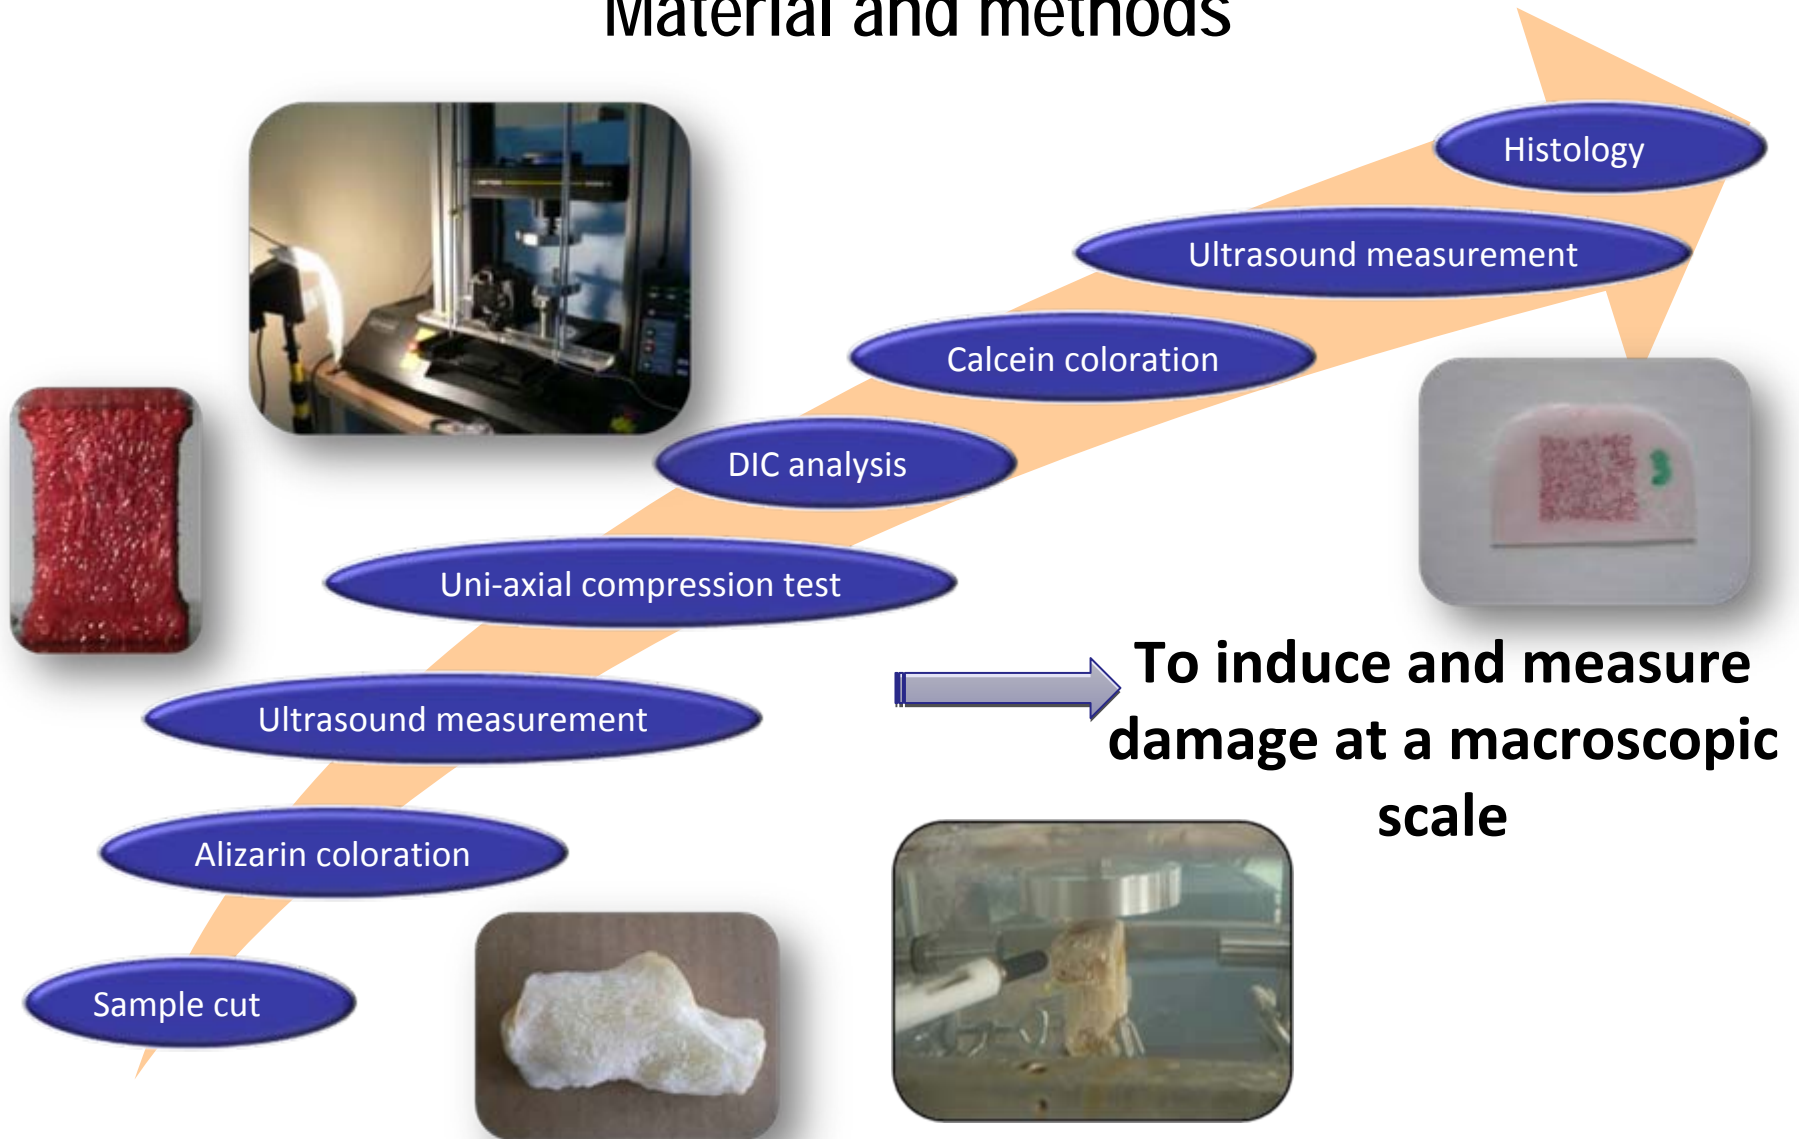 Material and methods
Histology
Ultrasound measurement
Calcein coloration
DIC analysis
Uni-axial compression test
To induce and measure
damage at a macroscopic
scale
Ultrasound measurement
Alizarin coloration
Sample cut